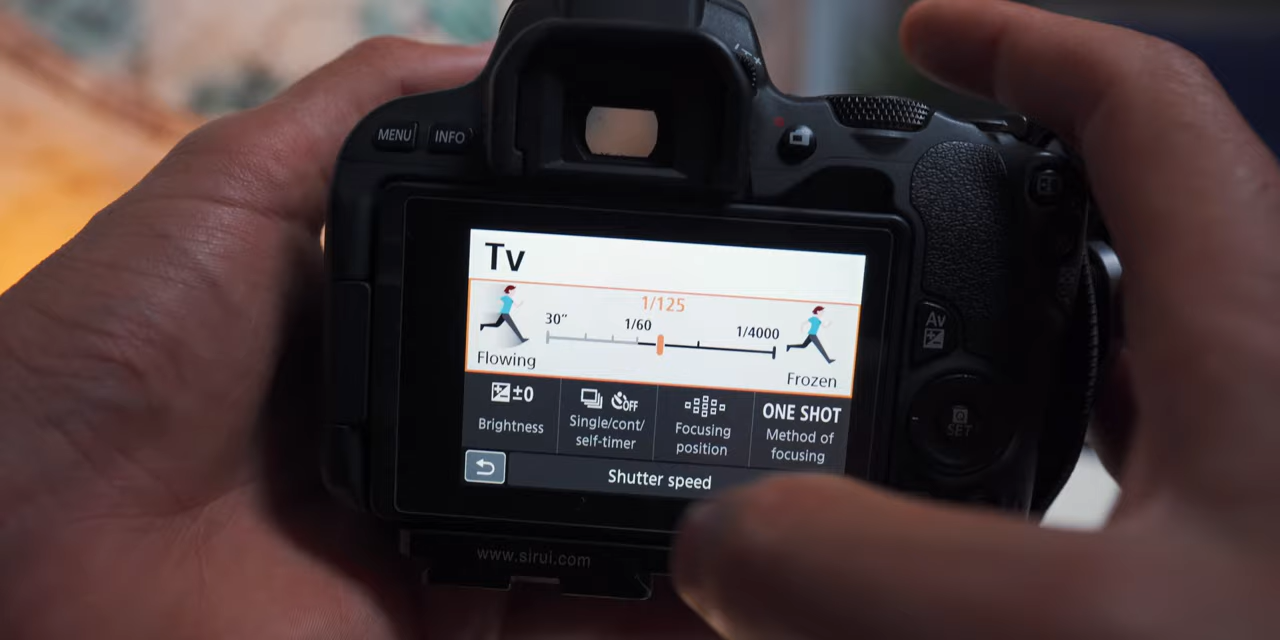 MENU
INFO
Tv
1/125
30"
1/60
1/4000
Flowing
Frozen
±0
OFF
ONE SHOT
Brightness
Single/cont/
self-timer
Focusing
position
Method of
focusing
Shutter speed
Av
SET
www.sirui.com